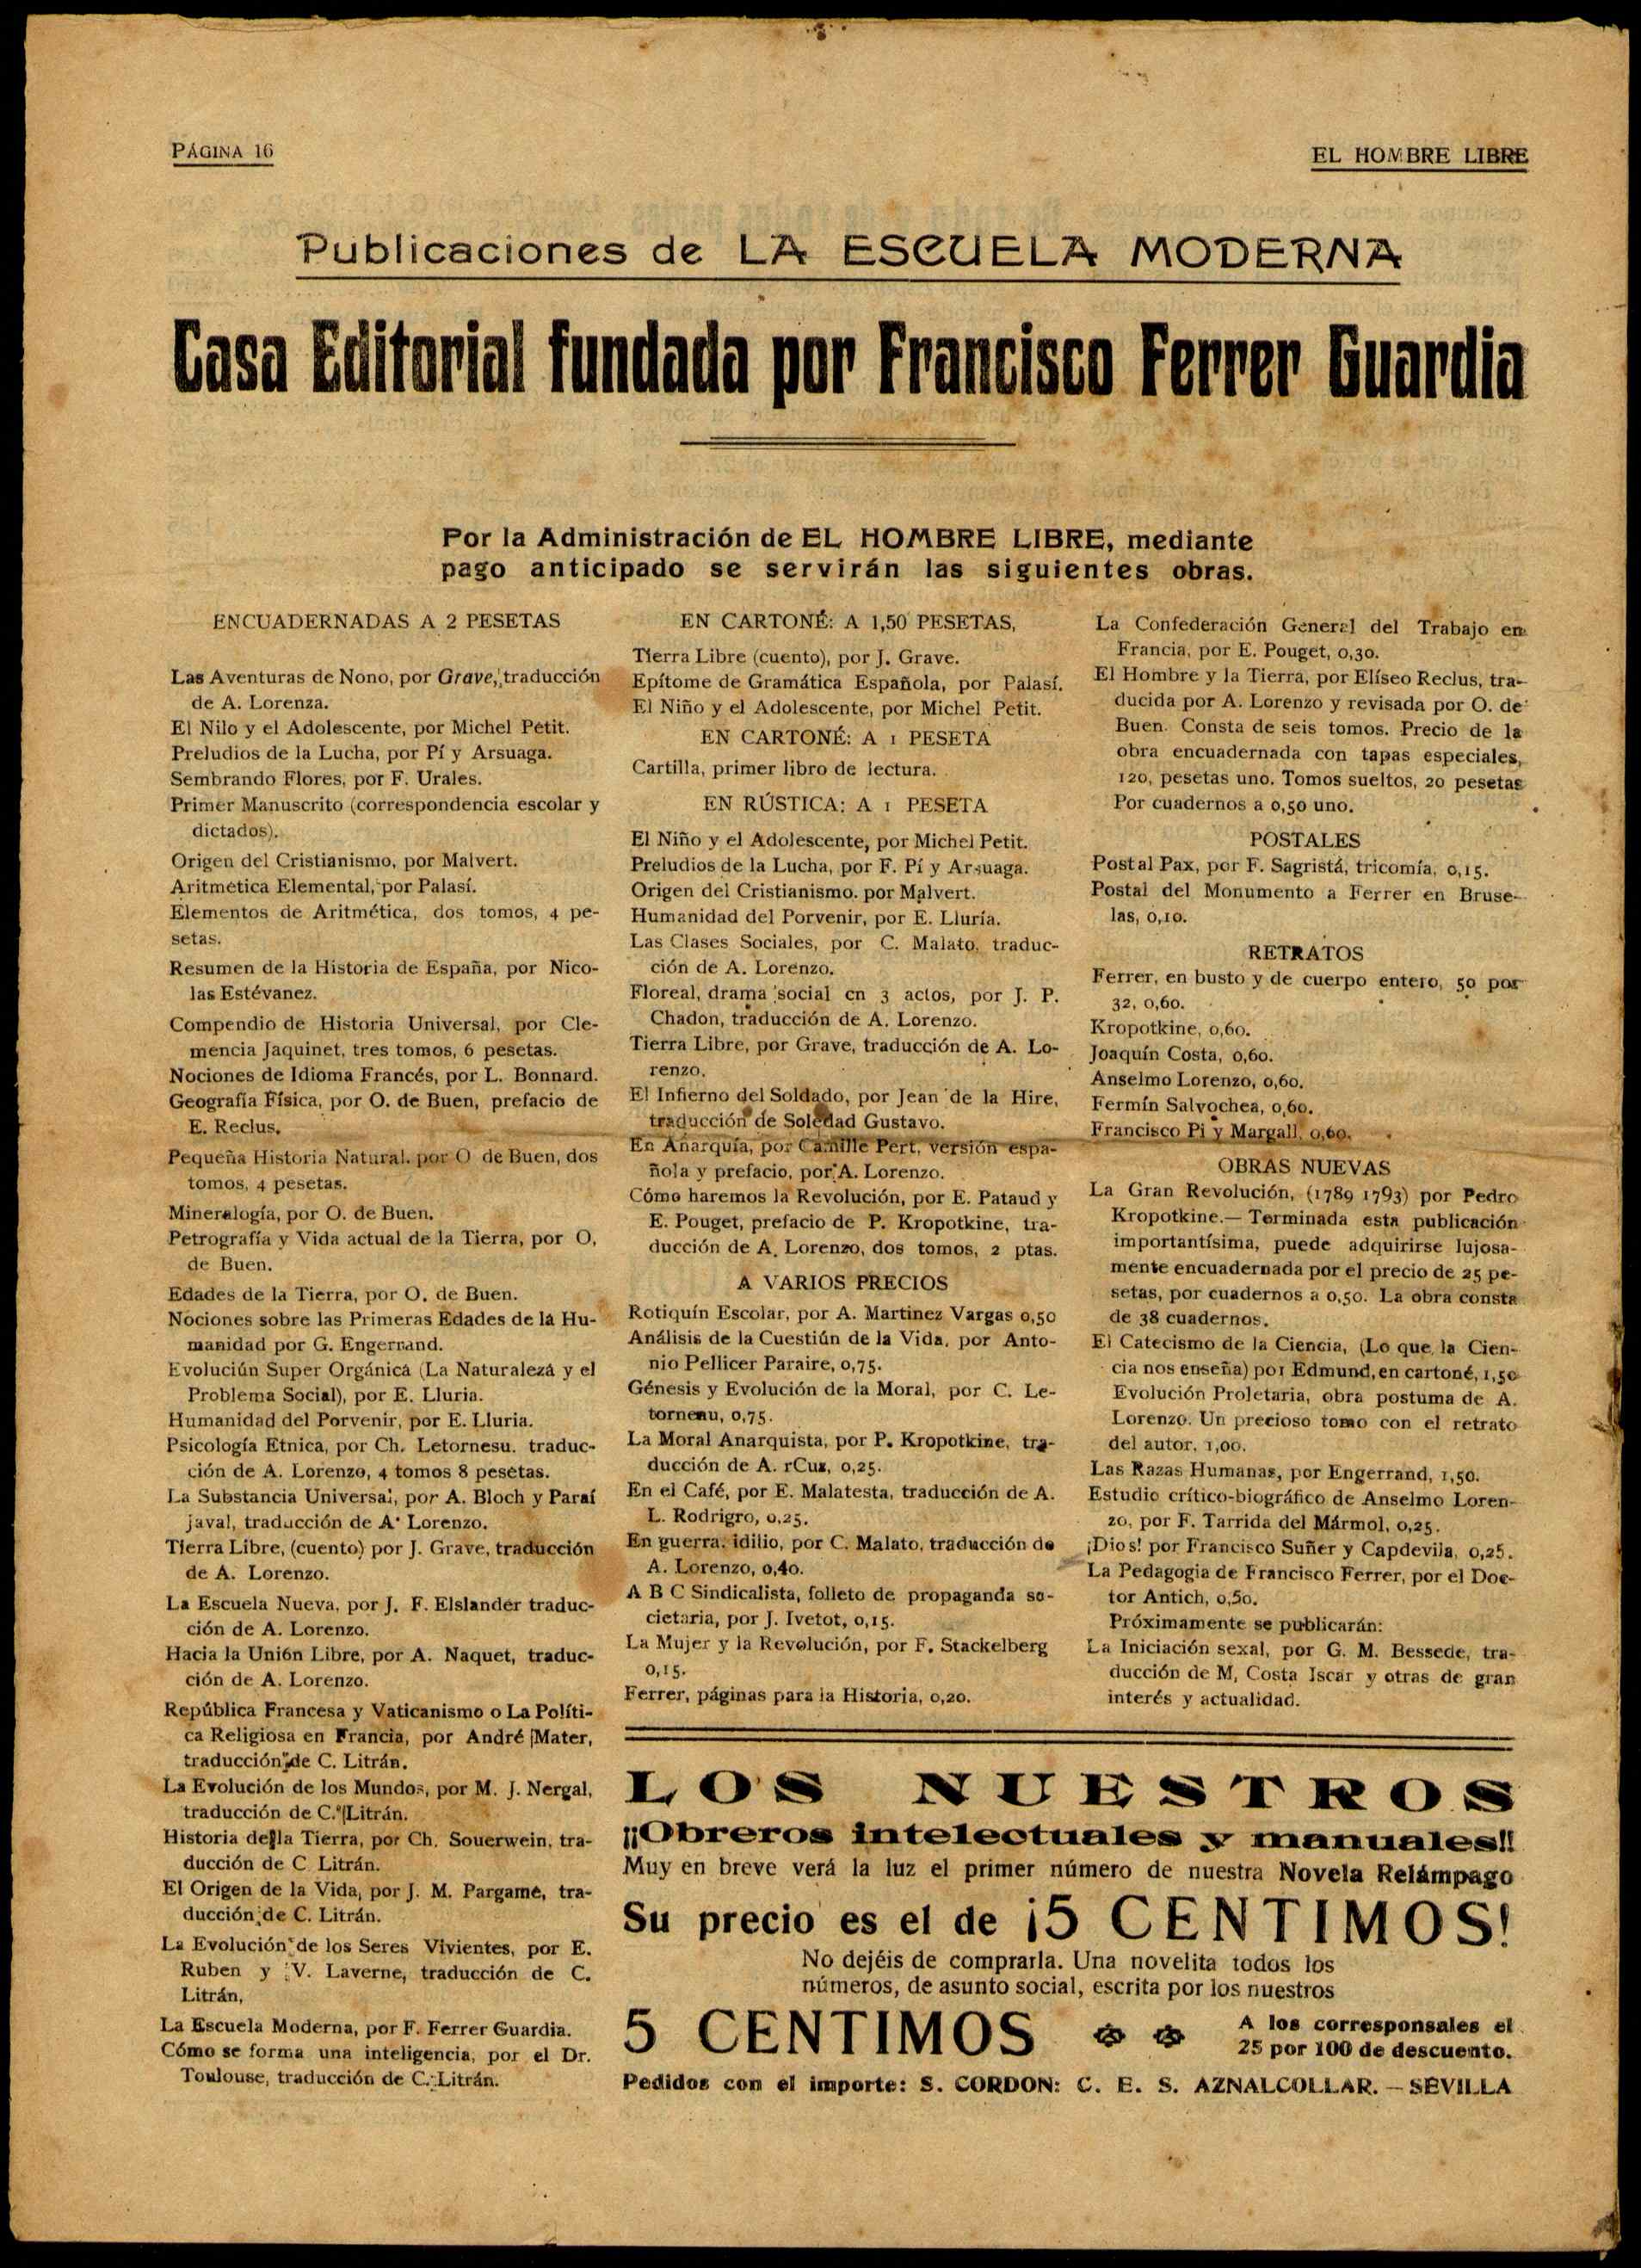 PÁGINA 16
EL HOMBRE LIBRE
Publicaciones de LA ESCUELA MODERNA
Casa Editorial fundada por Francisco Ferrer Guardia
Por la Administración de EL HOMBRE LIBRE, mediante
pago anticipado se servirán las siguientes obras.
ENCUADERNADAS A 2 PESETAS
Las Aventuras de Nono, por Grave, traducción
de A. Lorenza.
El Nilo y el Adolescente, por Michel Petit.
Preludios de la Lucha, por Pí y Arsuaga.
Sembrando Flores, por F. Urales.
Primer Manuscrito (correspondencia escolar y
dictados).
Origen del Cristianismo, por Malvert.
Aritmética Elemental, por Palasí.
Elementos de Aritmética, dos tomos, 4 pe-
setas.
Resumen de la Historia de España, por Nico-
las Estévanez.
Compendio de Historia Universal, por Cle-
mencia Jaquinet, tres tomos, 6 pesetas.
Nociones de Idioma Francés, por L. Bonnard.
Geografía Física, por O. de Buen, prefacio de
E. Reclus.
Pequeña Historia Natural. por O de Buen, dos
tomos, 4 pesetas.
Mineralogía, por O. de Buen.
Petrografía y Vida actual de la Tierra, por O,
de Buen.
Edades de la Tierra, por O. de Buen.
Nociones sobre las Primeras Edades de la Hu-
manidad por G. Engerrand.
Evoluciún Super Orgánica (La Naturaleza y el
Problema Social), por E. Lluria.
Humanidad del Porvenir, por E. Lluria.
Psicología Etnica, por Ch. Letornesu. traduc-
ción de A. Lorenzo, 4 tomos 8 pesetas.
La Substancia Universal, por A. Bloch y Paraí
javal, traducción de A· Lorenzo.
Tierra Libre, (cuento) por J. Grave, traducción
de A. Lorenzo.
La Escuela Nueva, por J. F. Elslander traduc-
ción de A. Lorenzo.
Hacia la Unión Libre, por A. Naquet, traduc-
ción de A. Lorenzo.
República Francesa y Vaticanismo o La Políti-
ca Religiosa en Francia, por André Mater,
traducción de C. Litrán.
La Evolución de los Mundos, por M. J. Nergal,
traducción de C. Litrán.
Historia de la Tierra, por Ch. Souerwein, tra-
ducción de C Litrán.
El Origen de la Vida, por J. M. Pargame, tra-
ducción de C. Litrán.
La Evolución de los Seres Vivientes, por E.
Ruben y V. Laverne, traducción de C.
Litrán,
La Escuela Moderna, por F. Ferrer Guardia.
Cómo se forma una inteligencia, por el Dr.
Toulouse, traducción de C. Litrán.
EN CARTONÉ: A 1,50 PESETAS,
Tierra Libre (cuento), por J. Grave.
Epítome de Gramática Española, por Palasí.
El Niño y el Adolescente, por Michel Petit.
EN CARTONÉ: A 1 PESETA
Cartilla, primer libro de lectura.
EN RÚSTICA: A 1 PESETA
El Niño y el Adolescente, por Michel Petit.
Preludios de la Lucha, por F. Pí y Arsuaga.
Origen del Cristianismo. por Malvert.
Humanidad del Porvenir, por E. Lluría.
Las Clases Sociales, por C. Malato, traduc-
ción de A. Lorenzo.
Floreal, drama social en 3 actos, por J. P.
Chadon, traducción de A. Lorenzo.
Tierra Libre, por Grave, traducción de A. Lo-
renzo.
El Infierno del Soldado, por Jean de la Hire,
traducción de Soledad Gustavo.
En Anarquía, por Camille Pert, versión espa-
ñola y prefacio, por A. Lorenzo.
Cómo haremos la Revolución, por E. Pataud y
E. Pouget, prefacio de P. Kropotkine, tra-
ducción de A. Lorenzo, dos tomos, 2 ptas.
A VARIOS PRECIOS
Rotiquín Escolar, por A. Martinez Vargas 0,50
Análisis de la Cuestiún de la Vida, por Anto-
nio Pellicer Paraire, 0,75.
Génesis y Evolución de la Moral, por C. Le-
torneau, 0,75.
La Moral Anarquista, por P. Kropotkine, tra-
ducción de A. rCuz, 0,25.
En el Café, por E. Malatesta, traducción de A.
L. Rodrigro, 0,25.
En guerra. idilio, por C. Malato, traducción de
A. Lorenzo, 0,40.
A B C Sindicalista, folleto de propaganda so-
cietaria, por J. Ivetot, 0,15.
La Mujer y la Revolución, por F. Stackelberg
0,15.
Ferrer, páginas para la Historia, 0,20.
La Confederación General del Trabajo en
Francia, por E. Pouget, 0,30.
El Hombre y la Tierra, por Elíseo Reclus, tra-
ducida por A. Lorenzo y revisada por O. de
Buen. Consta de seis tomos. Precio de la
obra encuadernada con tapas especiales,
120, pesetas uno. Tomos sueltos, 20 pesetas
Por cuadernos a 0,50 uno.
POSTALES
Postal Pax, por F. Sagristá, tricomía, 0,15.
Postal del Monumento a Ferrer en Bruse-
las, 0,10.
RETRATOS
Ferrer, en busto y de cuerpo entero, 50 por
32, 0,60.
Kropotkine, 0,60.
Joaquín Costa, 0,60.
Anselmo Lorenzo, 0,60.
Fermín Salvochea, 0,60.
Francisco Pi y Margall, 0,60.
OBRAS NUEVAS
La Gran Revolución, (1789 1793) por Pedro
Kropotkine.— Terminada esta publicación
importantísima, puede adquirirse lujosa-
mente encuadernada por el precio de 25 pe-
setas, por cuadernos a 0,50. La obra consta
de 38 cuadernos.
El Catecismo de la Ciencia, (Lo que la Cien-
cia nos enseña) por Edmund, en cartoné, 1,50
Evolución Proletaria, obra postuma de A.
Lorenzo. Un precioso tomo con el retrato
del autor, 1,00.
Las Razas Humanas, por Engerrand, 1,50.
Estudio crítico-biográfico de Anselmo Loren-
zo, por F. Tarrida del Mármol, 0,25.
¡Dios! por Francisco Suñer y Capdevila, 0,25.
La Pedagogia de Francisco Ferrer, por el Doc-
tor Antich, 0,50.
Próximamente se publicarán:
La Iniciación sexal, por G. M. Bessede, tra-
ducción de M, Costa Iscar y otras de gran
interés y actualidad.
LOS NUESTROS
¡¡Obreros intelectuales y manuales!!
Muy en breve verá la luz el primer número de nuestra Novela Relámpago
Su precio es el de ¡5 CENTIMOS!
No dejéis de comprarla. Una novelita todos los
números, de asunto social, escrita por los nuestros
5 CENTIMOS
A los corresponsales el
25 por 100 de descuento.
Pedidos con el importe: S. CORDON: C. E. S. AZNALCOLLAR. — SEVILLA